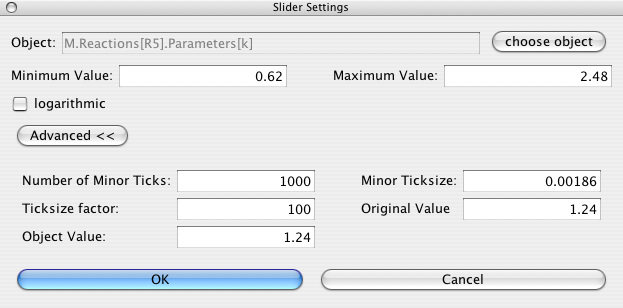 Slider Settings
Object: M.Reactions[R5].Parameters[k] choose object
Minimum Value: 0.62 Maximum Value: 2.48
logarithmic
Advanced <<
Number of Minor Ticks: 1000 Minor Ticksize: 0.00186
Ticksize factor: 100 Original Value 1.24
Object Value: 1.24
OK Cancel